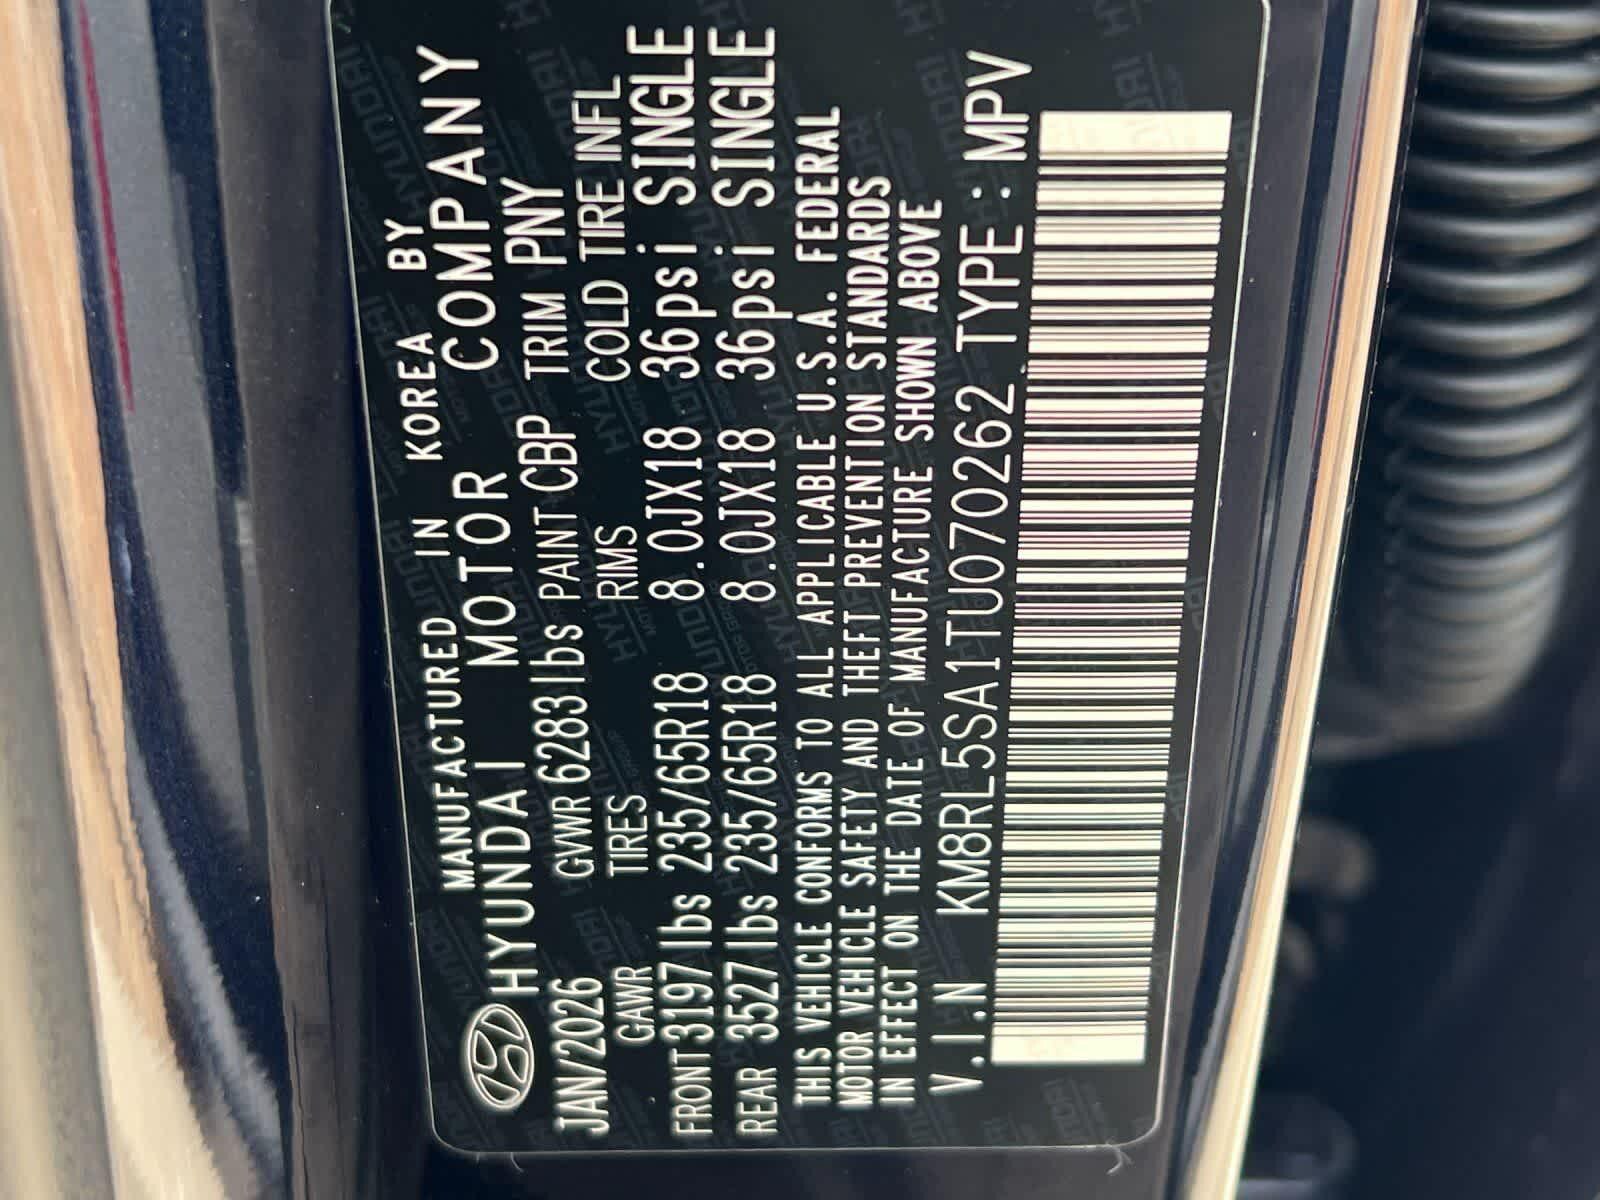 MANUFACTURED IN KOREA BY
HYUNDAI MOTOR COMPANY
JAN/2026 GVWR 6283lbs PAINT CBP TRIM PNY
GAWR TIRES RIMS COLD TIRE INFL
FRONT 3197lbs 235/65R18 8.0JX18 36psi SINGLE
REAR 3527lbs 235/65R18 8.0JX18 36psi SINGLE
THIS VEHICLE CONFORMS TO ALL APPLICABLE U.S.A. FEDERAL
MOTOR VEHICLE SAFETY AND THEFT PREVENTION STANDARDS
IN EFFECT ON THE DATE OF MANUFACTURE SHOWN ABOVE
V.I.N KM8RL5SA1TU070262 TYPE : MPV